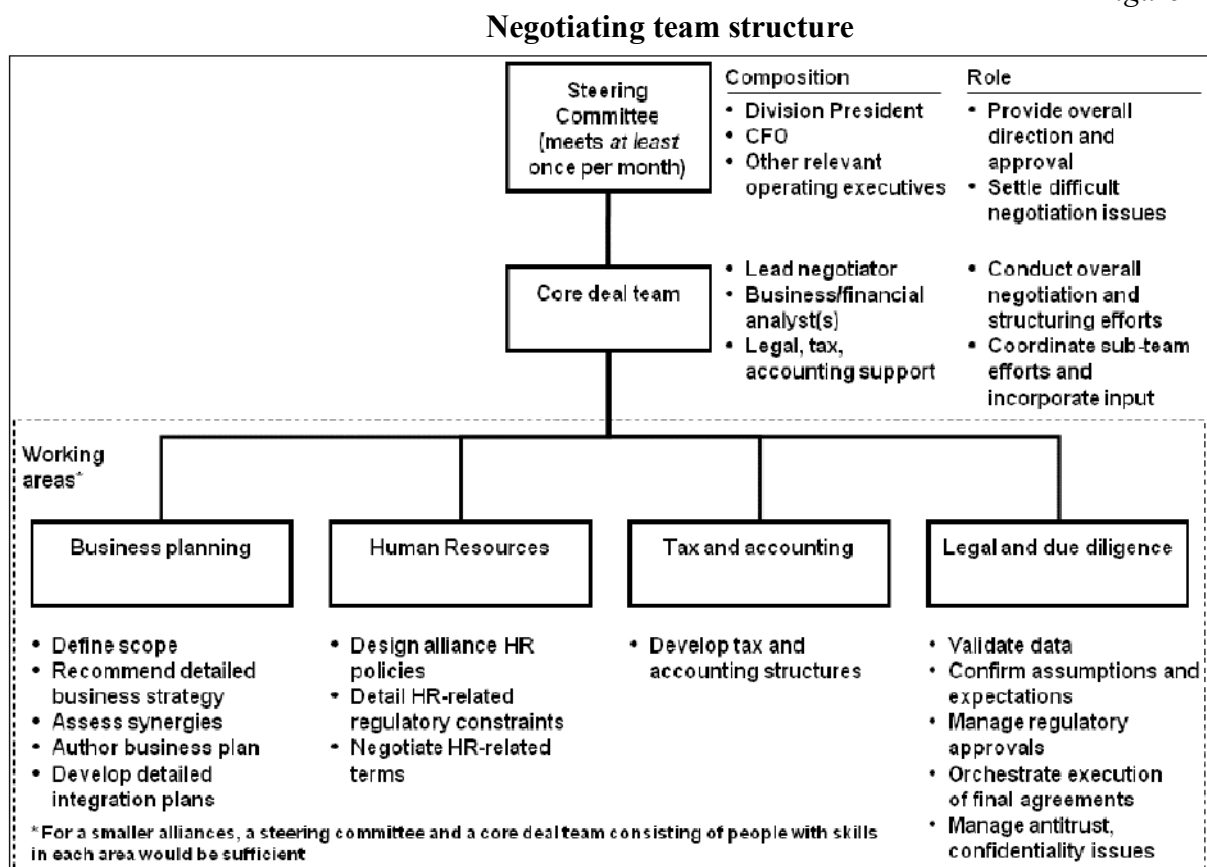 Negotiating team structure
Steering
Committee
(meets at least
once per month)
Composition
• Division President
• CFO
• Other relevant
operating executives
Role
• Provide overall
direction and
approval
• Settle difficult
negotiation issues
Core deal team
• Lead negotiator
• Business/financial
analyst(s)
• Legal, tax,
accounting support
• Conduct overall
negotiation and
structuring efforts
• Coordinate sub-team
efforts and
incorporate input
Working
areas*
Business planning
• Define scope
• Recommend detailed
business strategy
• Assess synergies
• Author business plan
• Develop detailed
integration plans
Human Resources
• Design alliance HR
policies
• Detail HR-related
regulatory constraints
• Negotiate HR-related
terms
Tax and accounting
• Develop tax and
accounting structures
Legal and due diligence
• Validate data
• Confirm assumptions and
expectations
• Manage regulatory
approvals
• Orchestrate execution
of final agreements
• Manage antitrust,
confidentiality issues
* For a smaller alliances, a steering committee and a core deal team consisting of people with skills
in each area would be sufficient